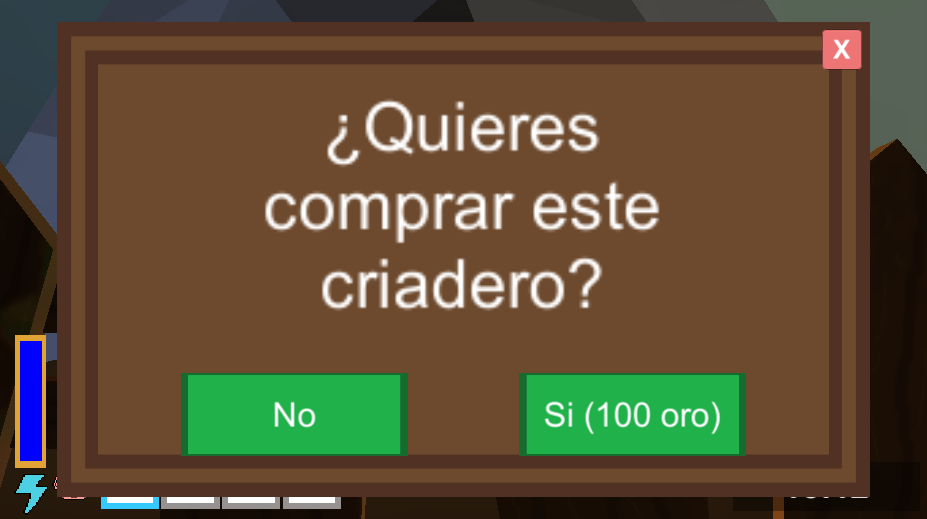 X
¿Quieres
comprar este
criadero?
No
Si (100 oro)